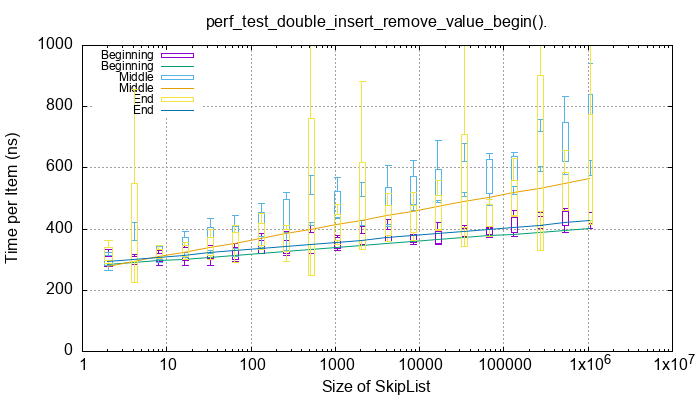 perf_test_double_insert_remove_value_begin().
Time per Item (ns)
1000
800
600
400
200
0
Beginning
Beginning
Middle
Middle
End
End
1 10 100 1000 10000 100000 1x10^6 1x10^7
Size of SkipList